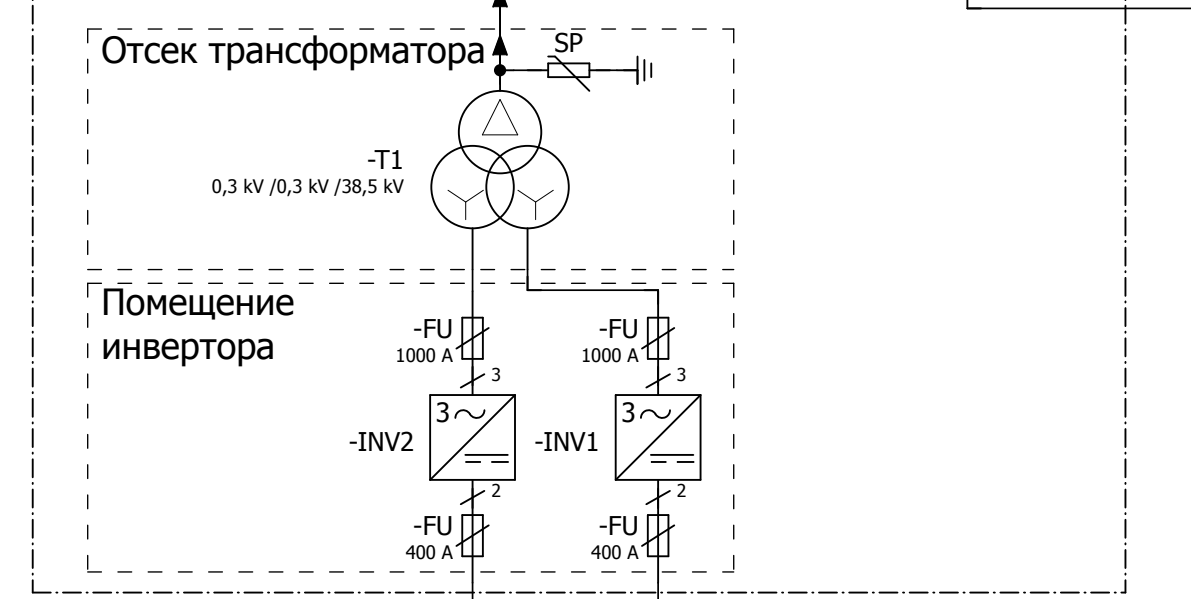 Отсек трансформатора
SP
-T1
0,3 kV /0,3 kV /38,5 kV
Помещение
инвертора
-FU
1000 A
-FU
1000 A
3
3
3
3
-INV2
-INV1
2
2
-FU
400 A
-FU
400 A